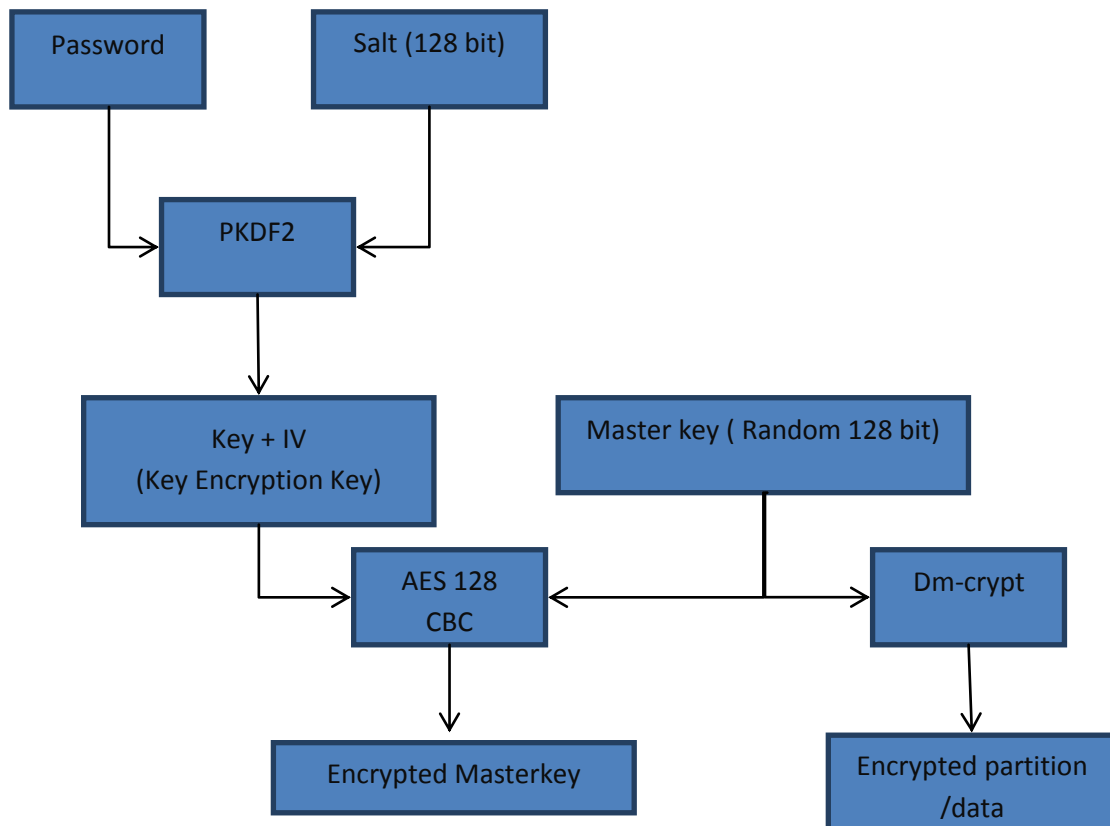 Password
Salt (128 bit)
PKDF2
Key + IV
(Key Encryption Key)
Master key ( Random 128 bit)
AES 128
CBC
Dm-crypt
Encrypted Masterkey
Encrypted partition
/data